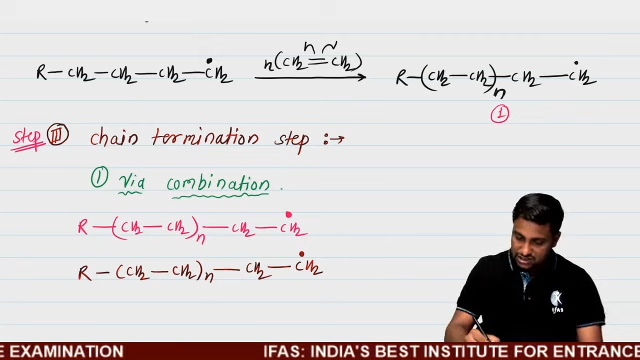 R—CH2—CH2—CH2—ĊH2 n(CH2=CH2) → R—(CH2—CH2)n—CH2—ĊH2
①
Step III chain termination step :→
① via combination.
R—(CH2—CH2)n—CH2—ĊH2
R—(CH2—CH2)n—CH2—ĊH2
IFAS
E EXAMINATION IFAS: INDIA'S BEST INSTITUTE FOR ENTRANCE